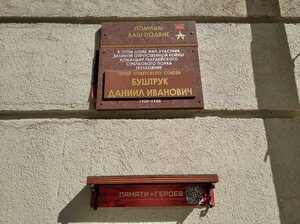 ПОМНИМ
ВАШ ПОДВИГ
В ЭТОМ ДОМЕ ЖИЛ УЧАСТНИК
ВЕЛИКОЙ ОТЕЧЕСТВЕННОЙ ВОЙНЫ
КОМАНДИР ГВАРДЕЙСКОГО
СТРЕЛКОВОГО ПОЛКА
ПОЛКОВНИК
ГЕРОЙ СОВЕТСКОГО СОЮЗА
БУШТРУК
ДАНИИЛ ИВАНОВИЧ
ПАМЯТИ ГЕРОЕВ